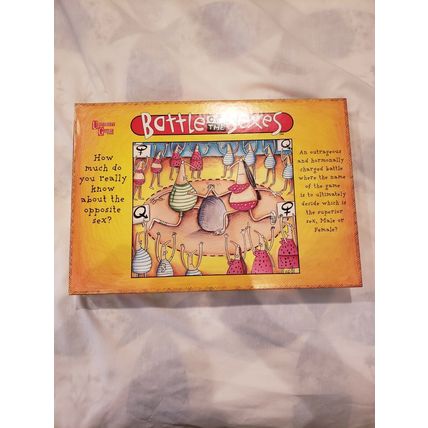 University
Games
Battle OF THE Sexes
How
much do
you really
know
about the
opposite
sex?
An outrageous
and hormonally
charged battle
where the name
of the game
is to ultimately
decide which is
the superior
sex, Male or
Female?